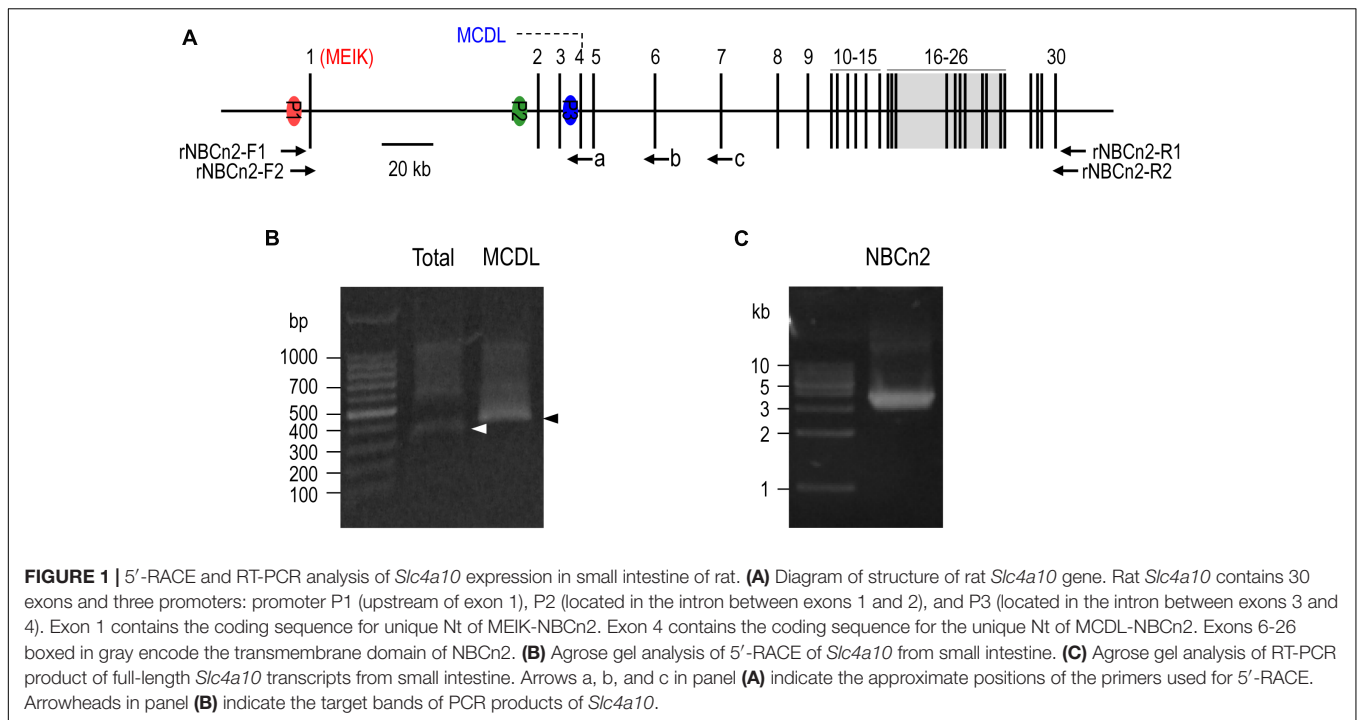 A
MCDL
1 (MEIK) 2 3 4 5 6 7 8 9 10-15 16-26 30
P1 P2 P3
rNBCn2-F1 a b c rNBCn2-R1
rNBCn2-F2 20 kb rNBCn2-R2
B
Total MCDL
bp
1000
700
500
400
300
200
100
C
NBCn2
kb
10
5
3
2
1
FIGURE 1 | 5′-RACE and RT-PCR analysis of Slc4a10 expression in small intestine of rat. (A) Diagram of structure of rat Slc4a10 gene. Rat Slc4a10 contains 30
exons and three promoters: promoter P1 (upstream of exon 1), P2 (located in the intron between exons 1 and 2), and P3 (located in the intron between exons 3 and
4). Exon 1 contains the coding sequence for unique Nt of MEIK-NBCn2. Exon 4 contains the coding sequence for the unique Nt of MCDL-NBCn2. Exons 6-26
boxed in gray encode the transmembrane domain of NBCn2. (B) Agrose gel analysis of 5′-RACE of Slc4a10 from small intestine. (C) Agrose gel analysis of RT-PCR
product of full-length Slc4a10 transcripts from small intestine. Arrows a, b, and c in panel (A) indicate the approximate positions of the primers used for 5′-RACE.
Arrowheads in panel (B) indicate the target bands of PCR products of Slc4a10.